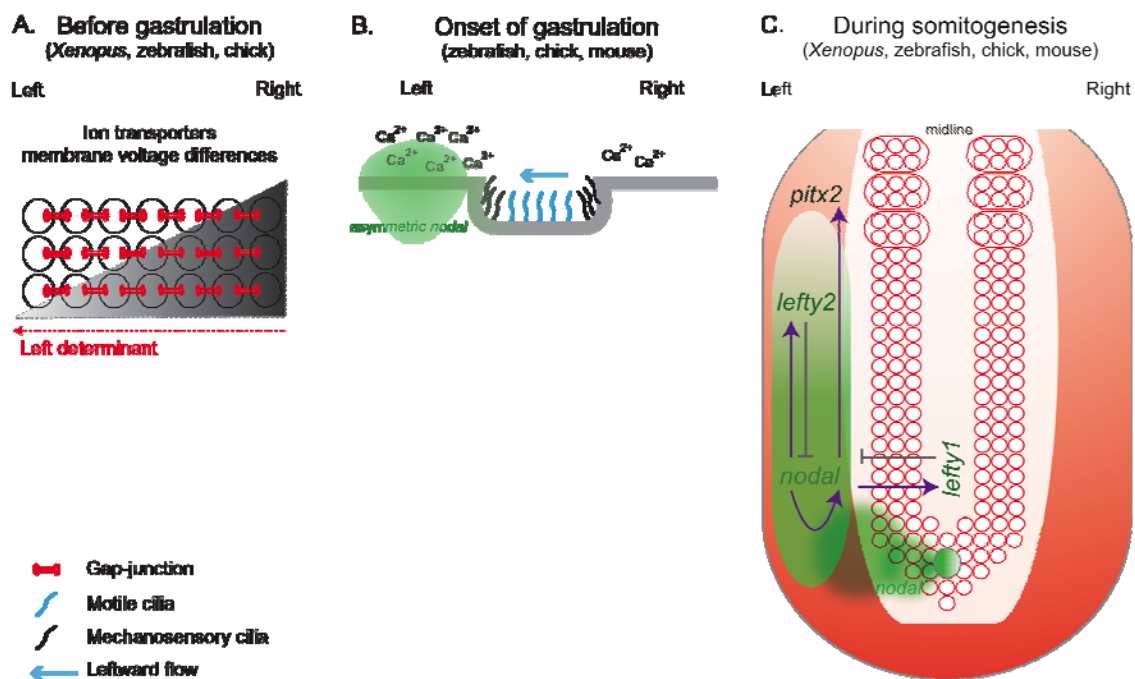 A. Before gastrulation
(Xenopus, zebrafish, chick)
Left Right
Ion transporters
membrane voltage differences
Left determinant
B. Onset of gastrulation
(zebrafish, chick, mouse)
Left Right
Ca2+ Ca2+ Ca2+
Ca2+ Ca2+ Ca2+
Ca2+ Ca2+
asymmetric nodal
C. During somitogenesis
(Xenopus, zebrafish, chick, mouse)
Left Right
midline
pitx2
lefty2
nodal
lefty1
nodal
Gap-junction
Motile cilia
Mechanosensory cilia
Leftward flow